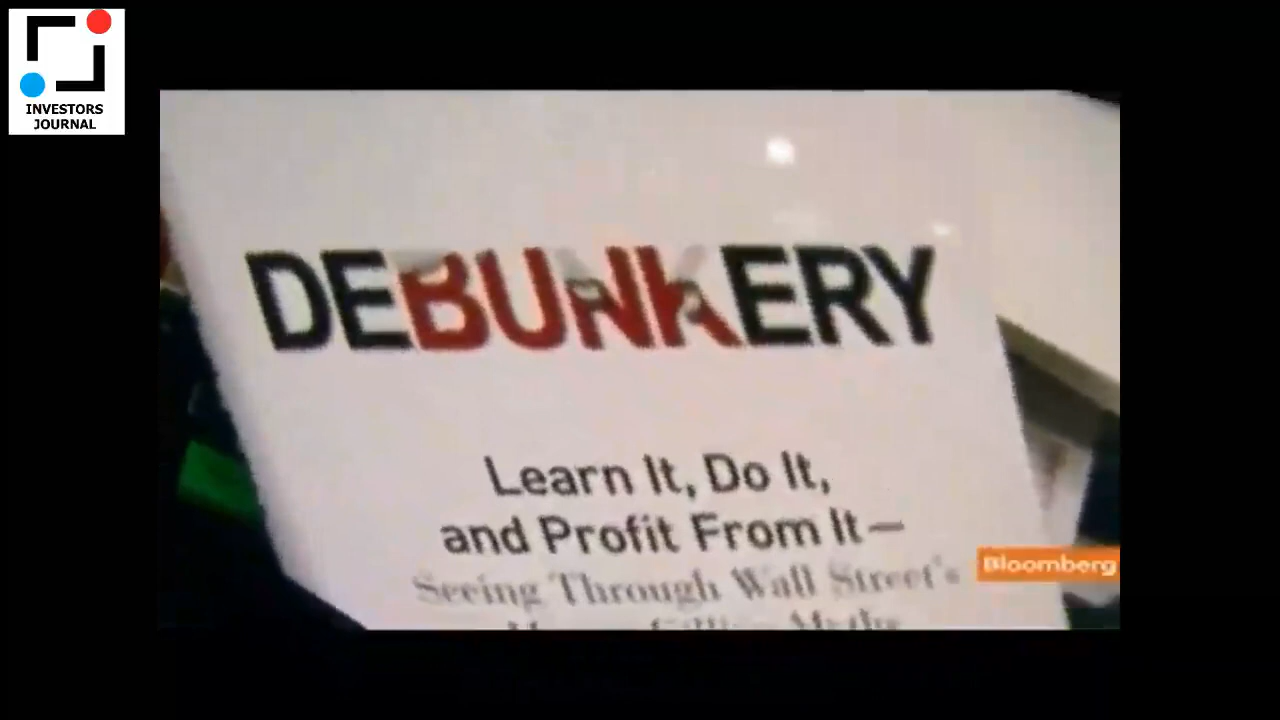 INVESTORS
JOURNAL
DEBUNKERY
Learn It, Do It,
and Profit From It—
Seeing Through Wall Street's
Bloomberg